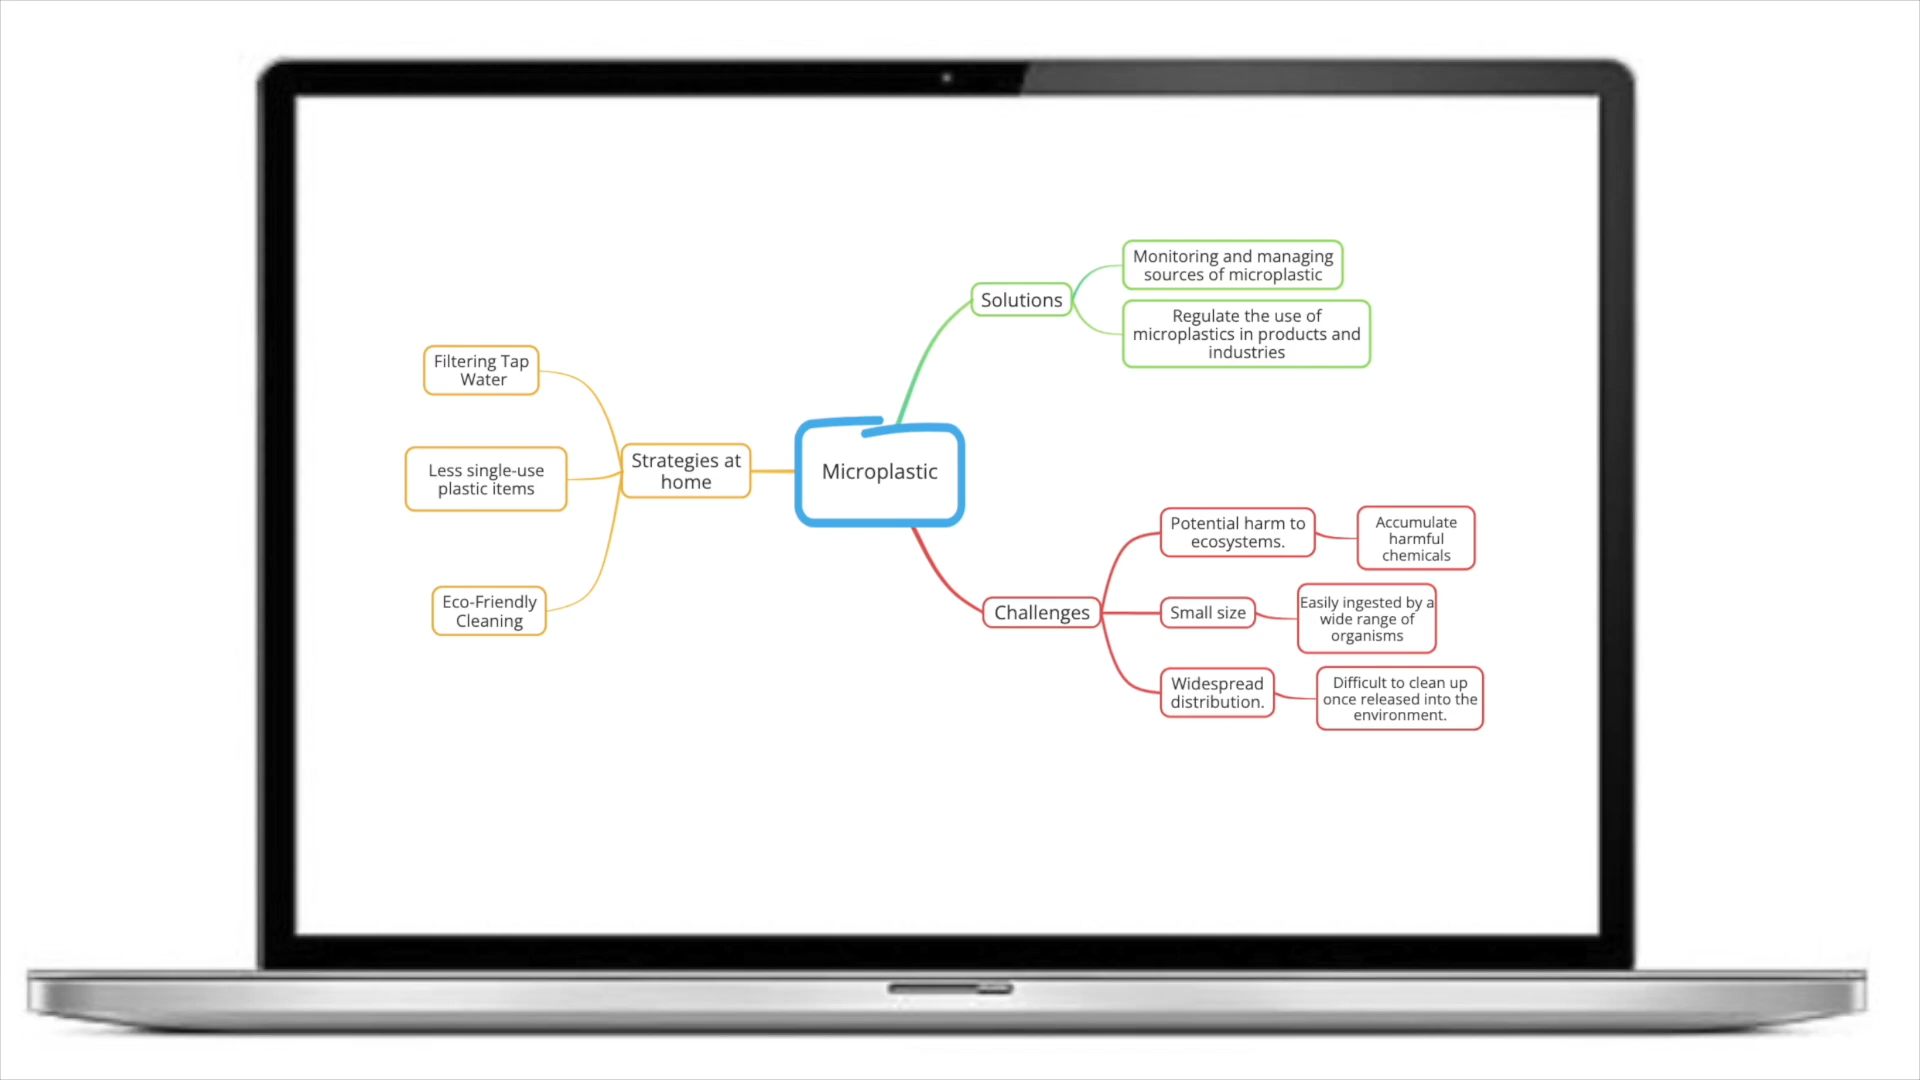 Monitoring and managing
sources of microplastic
Solutions
Regulate the use of
microplastics in products and
industries
Filtering Tap
Water
Less single-use
plastic items
Strategies at
home
Microplastic
Eco-Friendly
Cleaning
Challenges
Potential harm to
ecosystems.
Accumulate
harmful
chemicals
Small size
Easily ingested by a
wide range of
organisms
Widespread
distribution.
Difficult to clean up
once released into the
environment.